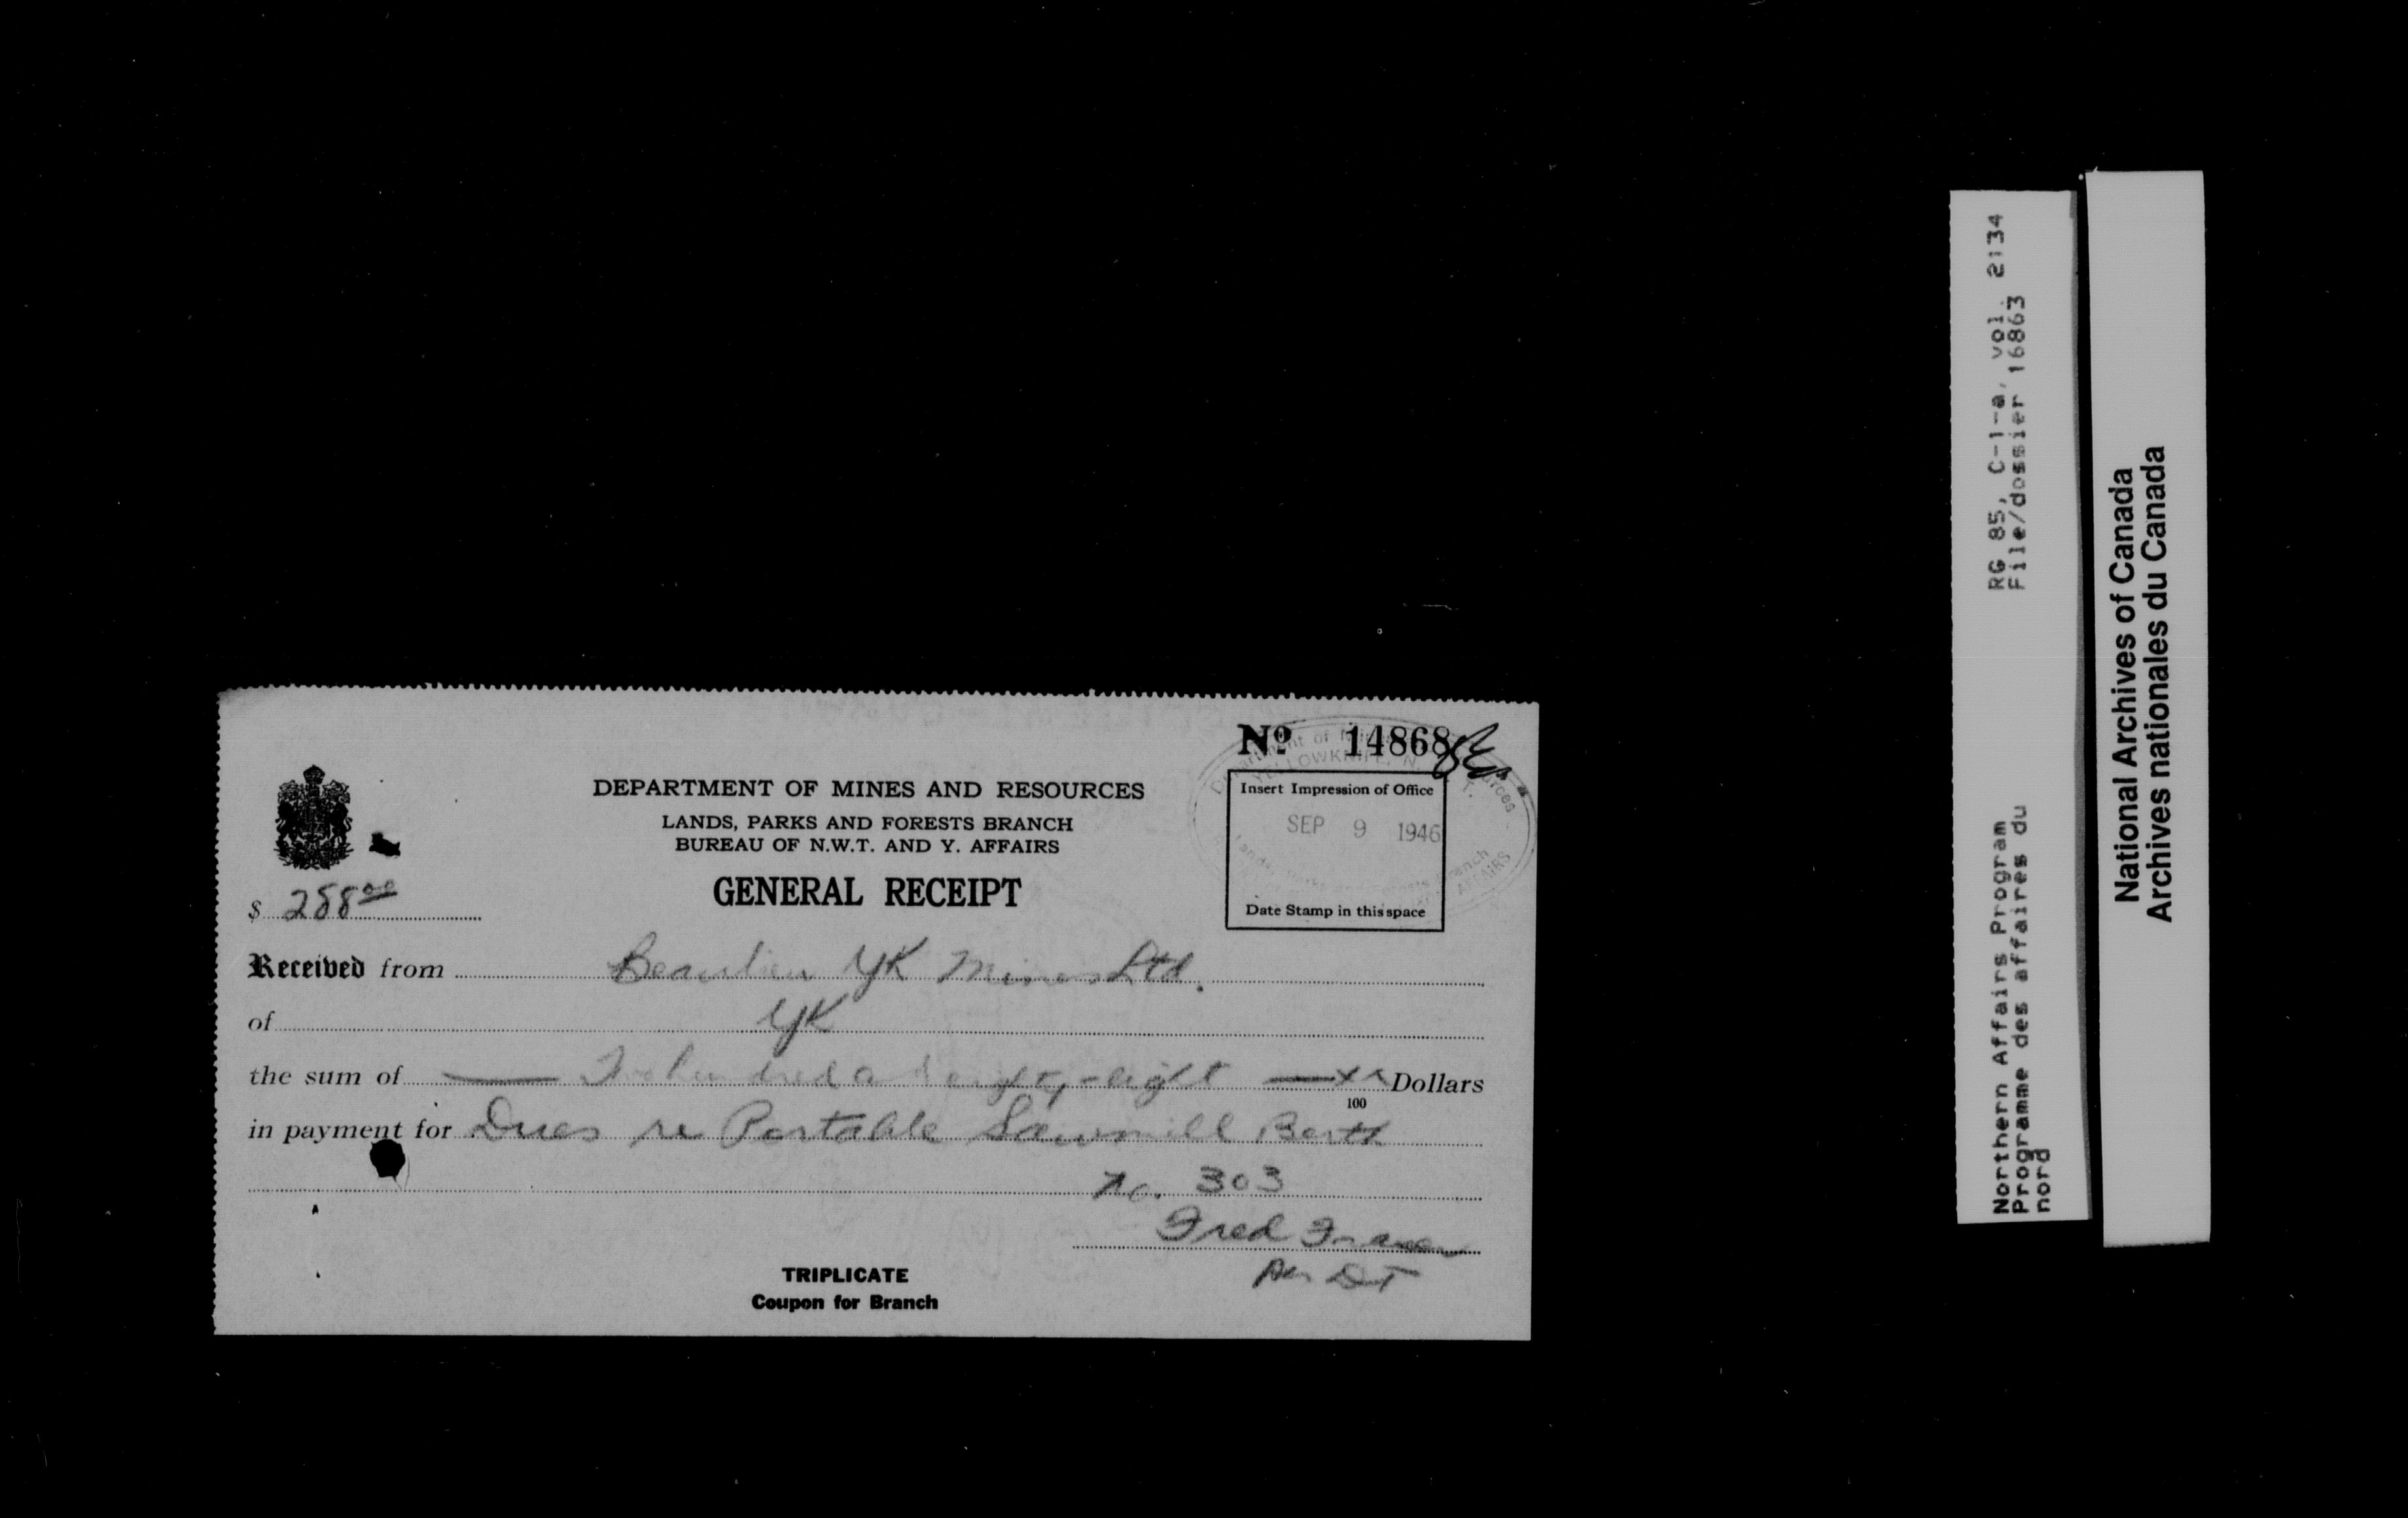 Nº 14868
DEPARTMENT OF MINES AND RESOURCES
LANDS, PARKS AND FORESTS BRANCH
BUREAU OF N.W.T. AND Y. AFFAIRS
GENERAL RECEIPT
Insert Impression of Office
SEP 9 1946
Date Stamp in this space
YELLOWKNIFE, N.
$ 288 00
Received from Beaulieu YK Mines Ltd.
of YK
the sum of hundred eighty-eight xx Dollars
100
in payment for Dues re Portable Sawmill Berth
No. 303
Fred Fraser
TRIPLICATE
Coupon for Branch
Northern Affairs Program
Programme des affaires du
nord
RG 85, C-1-a, vol. 2134
File/dossier 16863
National Archives of Canada
Archives nationales du Canada